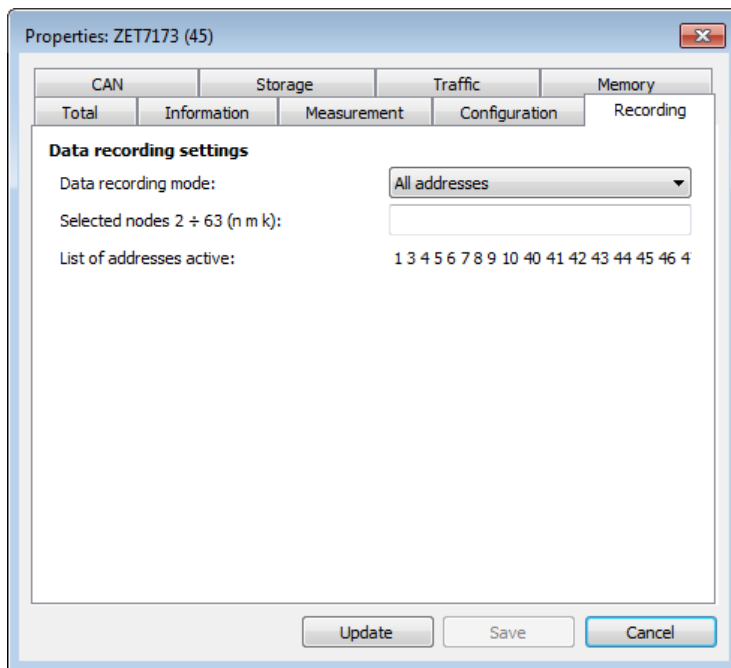 Properties: ZET7173 (45)
CAN Storage Traffic Memory
Total Information Measurement Configuration Recording
Data recording settings
Data recording mode: All addresses
Selected nodes 2 ÷ 63 (n m k):
List of addresses active: 1 3 4 5 6 7 8 9 10 40 41 42 43 44 45 46 4
Update Save Cancel